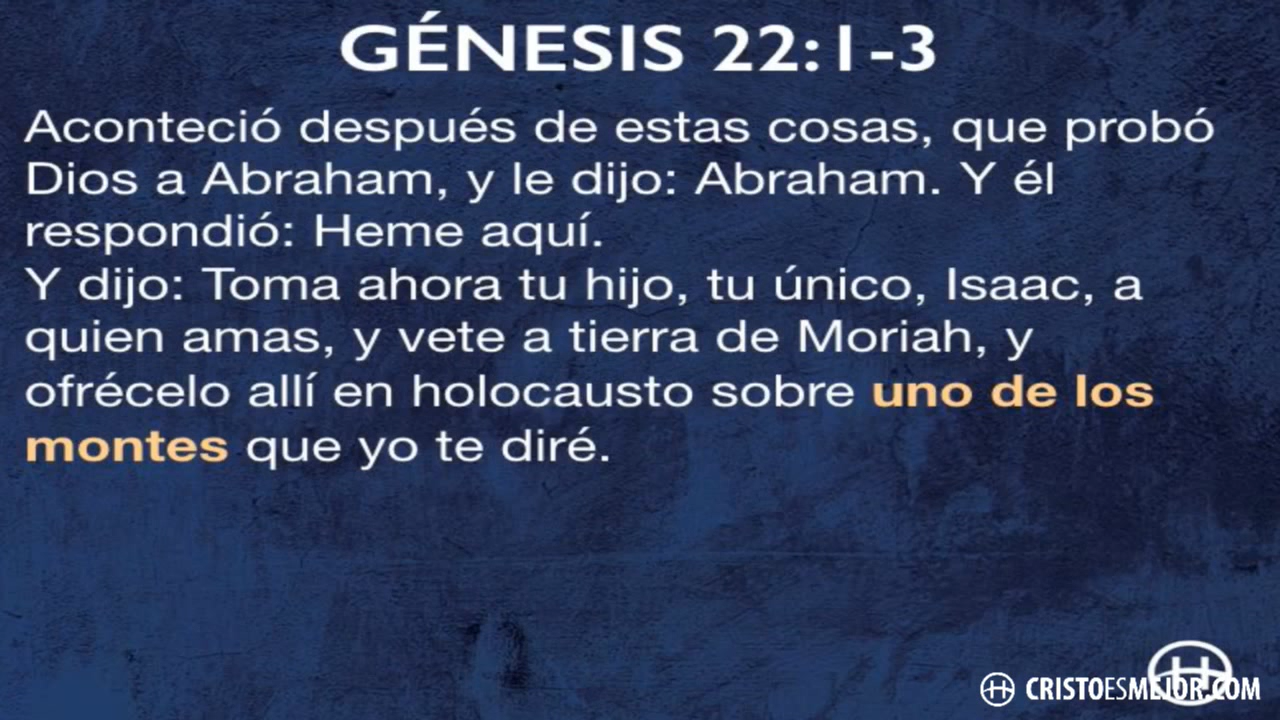 GÉNESIS 22:1-3
Aconteció después de estas cosas, que probó
Dios a Abraham, y le dijo: Abraham. Y él
respondió: Heme aquí.
Y dijo: Toma ahora tu hijo, tu único, Isaac, a
quien amas, y vete a tierra de Moriah, y
ofrécelo allí en holocausto sobre uno de los
montes que yo te diré.
CRISTOESMEJOR.COM